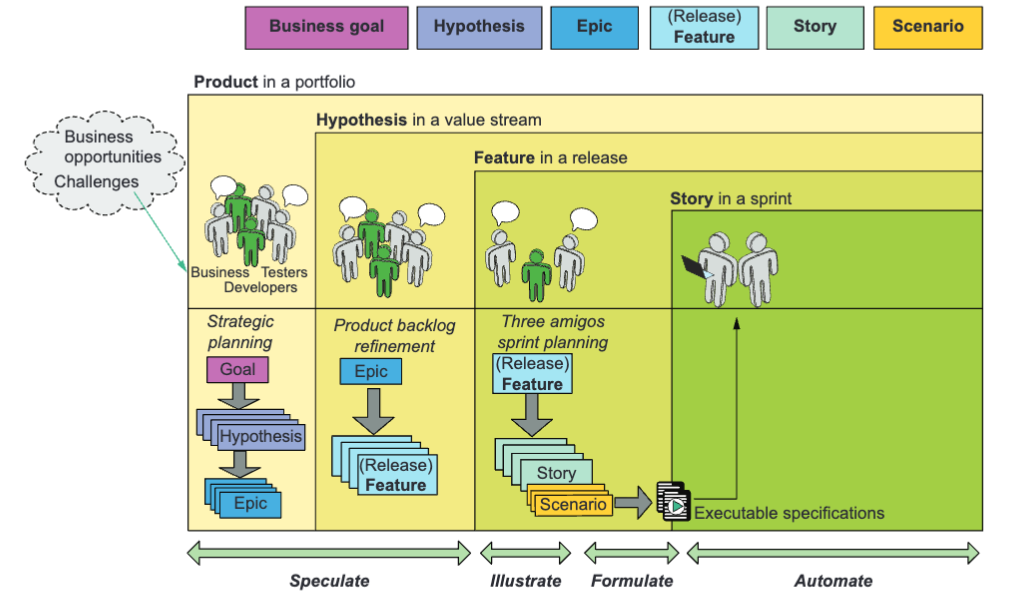 Business goal
Hypothesis
Epic
(Release)
Feature
Story
Scenario
Product in a portfolio
Hypothesis in a value stream
Feature in a release
Story in a sprint
Business
opportunities
Challenges
Business Testers
Developers
Strategic
planning
Goal
Hypothesis
Epic
Product backlog
refinement
Epic
(Release)
Feature
Three amigos
sprint planning
(Release)
Feature
Story
Scenario
Executable specifications
Speculate
Illustrate
Formulate
Automate